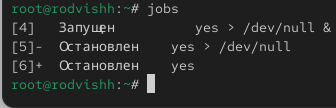 root@rodvishh:~# jobs
[4]   Запущен          yes > /dev/null &
[5]-  Остановлен    yes > /dev/null
[6]+  Остановлен    yes
root@rodvishh:~#